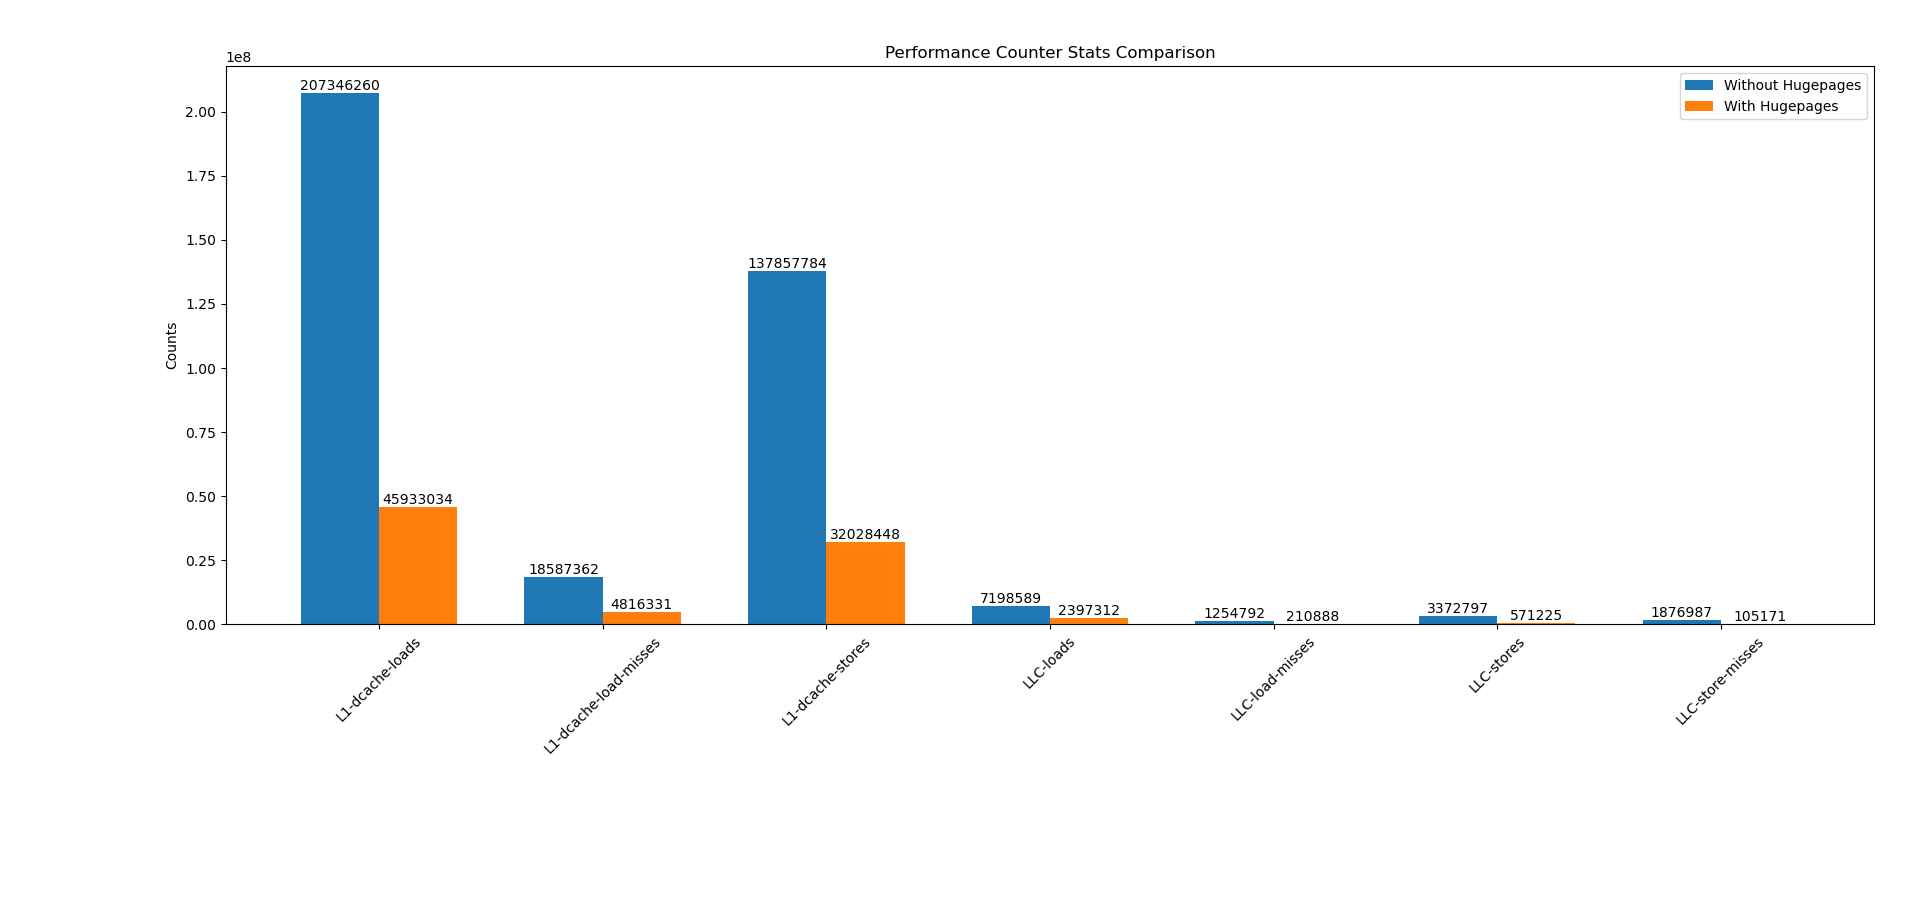 Performance Counter Stats Comparison
1e8
Without Hugepages
With Hugepages
Counts
2.00
1.75
1.50
1.25
1.00
0.75
0.50
0.25
0.00
207346260
45933034
18587362
4816331
137857784
32028448
7198589
2397312
1254792
210888
3372797
571225
1876987
105171
L1-dcache-loads
L1-dcache-load-misses
L1-dcache-stores
LLC-loads
LLC-load-misses
LLC-stores
LLC-store-misses